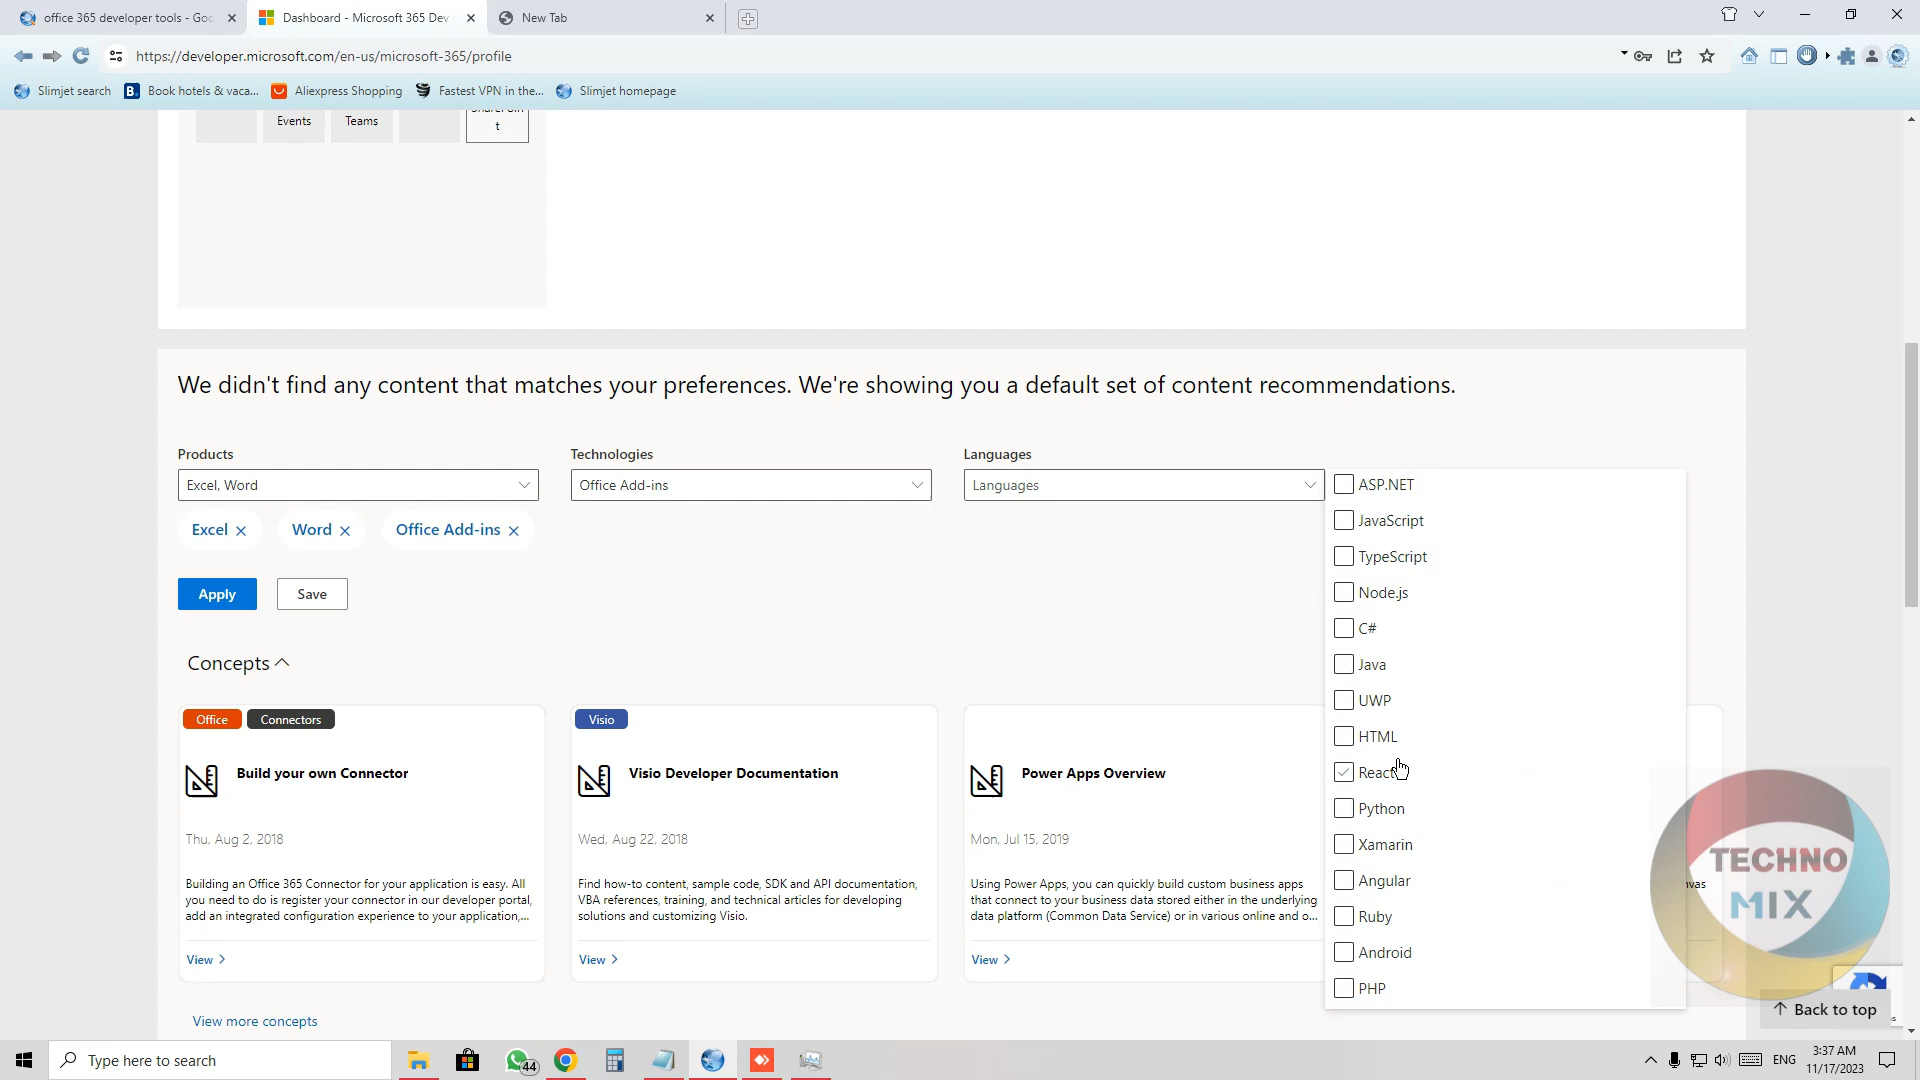 office 365 developer tools - Goo
Dashboard - Microsoft 365 Dev
New Tab
https://developer.microsoft.com/en-us/microsoft-365/profile
Slimjet search
Book hotels & vaca...
Aliexpress Shopping
Fastest VPN in the...
Slimjet homepage
Events
Teams
t
We didn't find any content that matches your preferences. We're showing you a default set of content recommendations.
Products
Technologies
Languages
Excel, Word
Office Add-ins
Languages
Excel
Word
Office Add-ins
Apply
Save
ASP.NET
JavaScript
TypeScript
Node.js
C#
Java
UWP
HTML
React
Python
Xamarin
Angular
Ruby
Android
PHP
Concepts
Office
Connectors
Build your own Connector
Thu, Aug 2, 2018
Building an Office 365 Connector for your application is easy. All
you need to do is register your connector in our developer portal,
add an integrated configuration experience to your application,...
View
Visio
Visio Developer Documentation
Wed, Aug 22, 2018
Find how-to content, sample code, SDK and API documentation,
VBA references, training, and technical articles for developing
solutions and customizing Visio.
View
Power Apps Overview
Mon, Jul 15, 2019
Using Power Apps, you can quickly build custom business apps
that connect to your business data stored either in the underlying
data platform (Common Data Service) or in various online and o...
View
View more concepts
TECHNO
MIX
Back to top
Type here to search
44
ENG
3:37 AM
11/17/2023